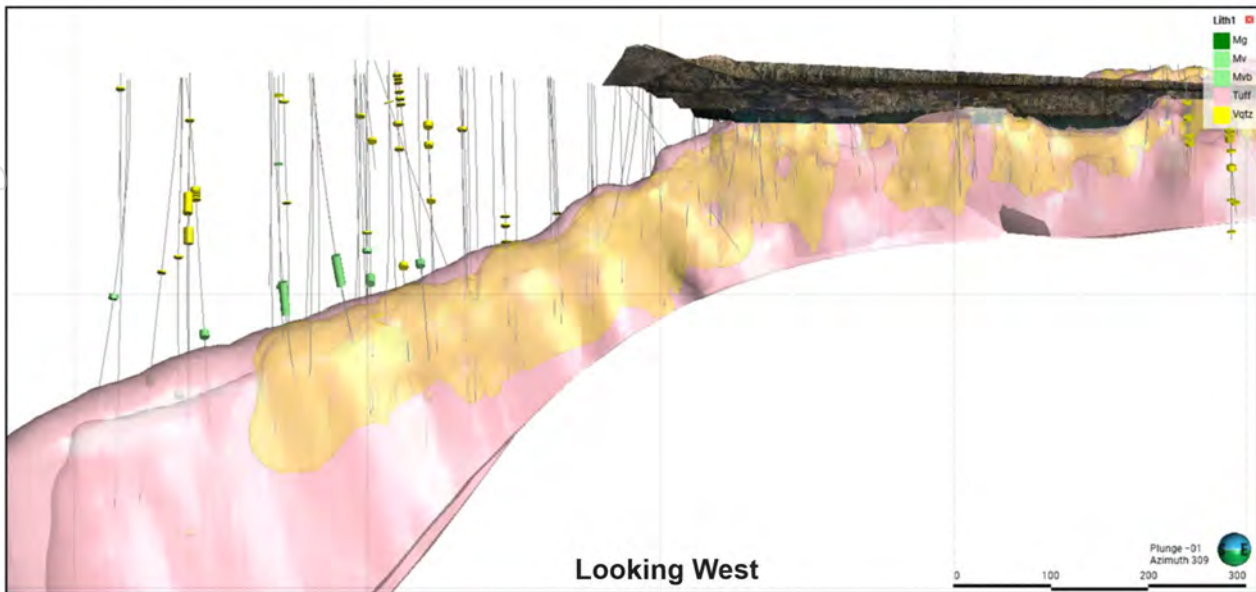 Lith1
Mg
Mv
Mvb
Tuff
Vqtz
Looking West
Plunge -01
Azimuth 309
E
0 100 200 300